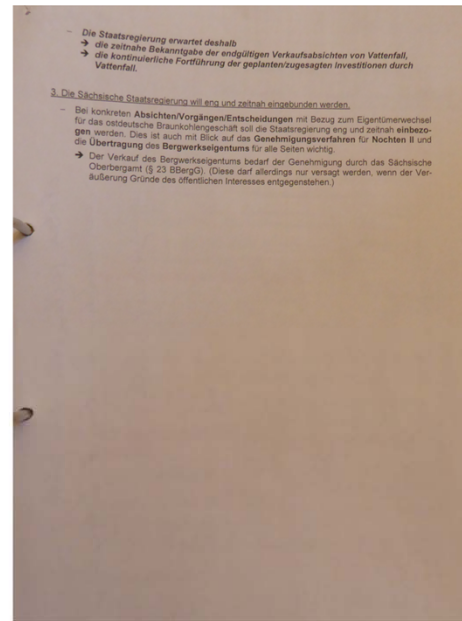 – Die Staatsregierung erwartet deshalb
➔ die zeitnahe Bekanntgabe der endgültigen Verkaufsabsichten von Vattenfall,
➔ die kontinuierliche Fortführung der geplanten/zugesagten Investitionen durch
Vattenfall.
3. Die Sächsische Staatsregierung will eng und zeitnah eingebunden werden.
– Bei konkreten Absichten/Vorgängen/Entscheidungen mit Bezug zum Eigentümerwechsel
für das ostdeutsche Braunkohlengeschäft soll die Staatsregierung eng und zeitnah einbezo-
gen werden. Dies ist auch mit Blick auf das Genehmigungsverfahren für Nochten II und
die Übertragung des Bergwerkseigentums für alle Seiten wichtig.
➔ Der Verkauf des Bergwerkseigentums bedarf der Genehmigung durch das Sächsische
Oberbergamt (§ 23 BBergG). (Diese darf allerdings nur versagt werden, wenn der Ver-
äußerung Gründe des öffentlichen Interesses entgegenstehen.)